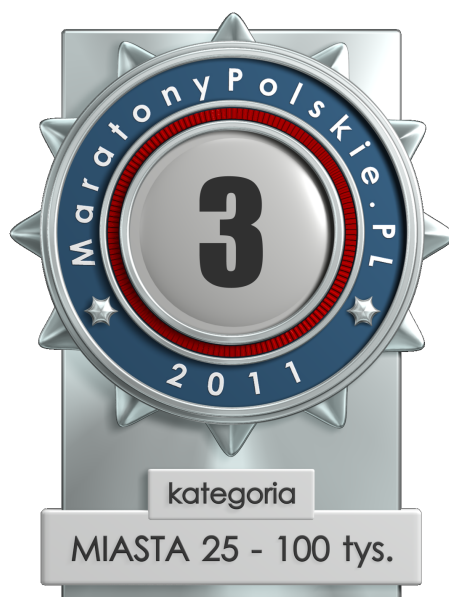 MaratonyPolskie.PL
3
2011
kategoria
MIASTA 25 - 100 tys.